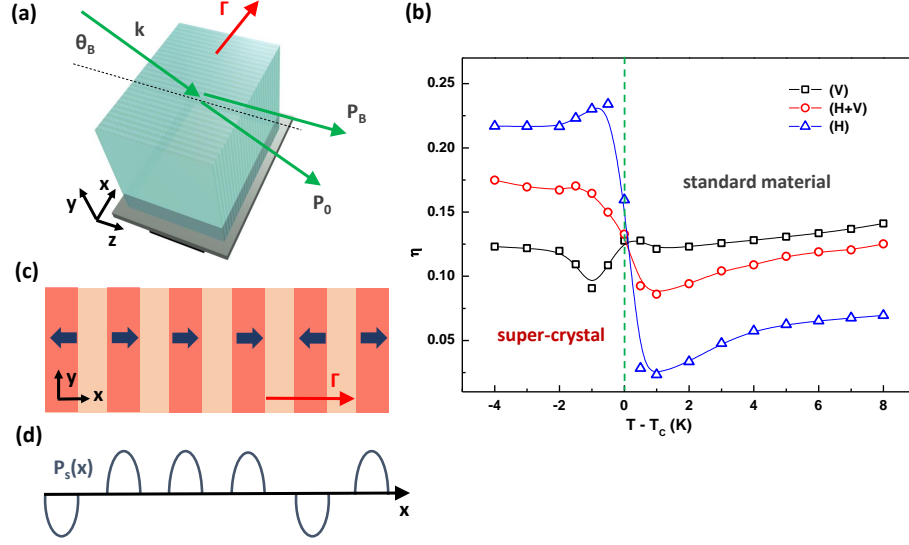 (a)
Γ
k
θB
PB
P0
y
x
z
(b)
0.25
0.20
0.15
0.10
0.05
η
(V)
(H+V)
(H)
standard material
super-crystal
-4
-2
0
2
4
6
8
T - TC (K)
(c)
y
x
Γ
(d)
Ps(x)
x